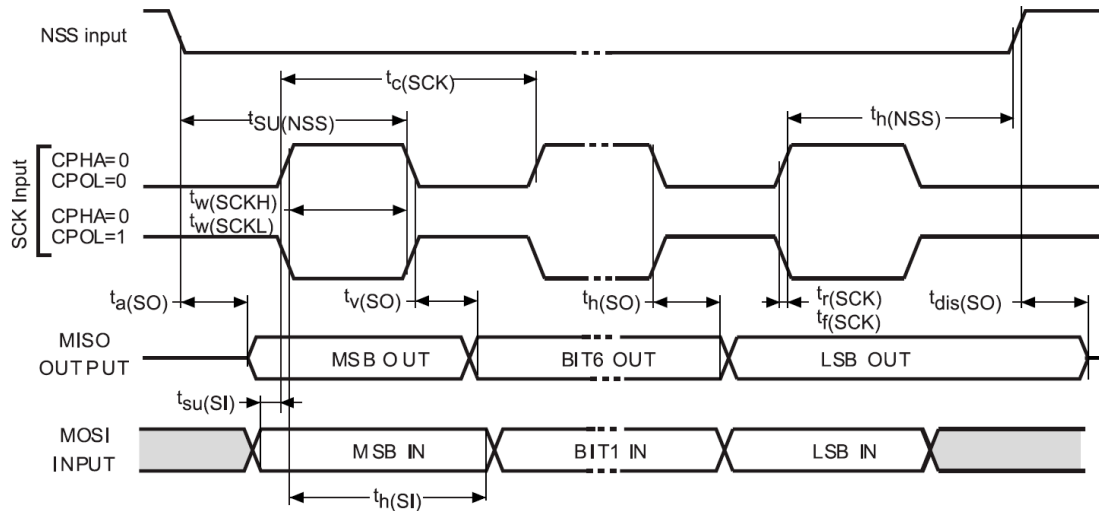 NSS input
tc(SCK)
tSU(NSS)
th(NSS)
SCK Input
CPHA=0
CPOL=0
CPHA=0
CPOL=1
tw(SCKH)
tw(SCKL)
ta(SO)
tv(SO)
th(SO)
tr(SCK)
tf(SCK)
tdis(SO)
MISO
OUTPUT
MSB OUT
BIT6 OUT
LSB OUT
tsu(SI)
MOSI
INPUT
MSB IN
BIT1 IN
LSB IN
th(SI)